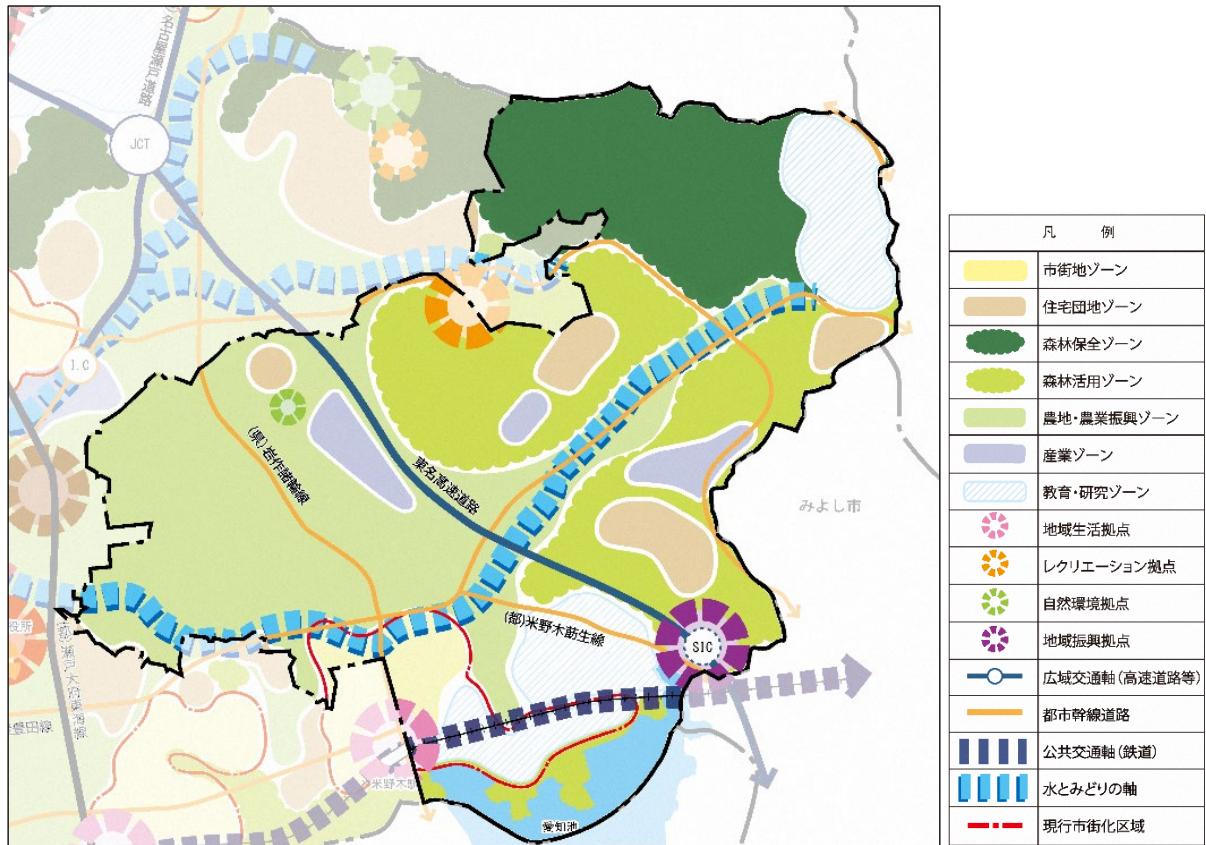 名古屋瀬戸道路
JCT
I.C
(県)岩作諸輪線
東名高速道路
みよし市
役所
(都)瀬戸大府東海線
豊田線
(都)米野木莇生線
SIC
米野木駅
愛知池
凡 例
市街地ゾーン
住宅団地ゾーン
森林保全ゾーン
森林活用ゾーン
農地・農業振興ゾーン
産業ゾーン
教育・研究ゾーン
地域生活拠点
レクリエーション拠点
自然環境拠点
地域振興拠点
広域交通軸(高速道路等)
都市幹線道路
公共交通軸(鉄道)
水とみどりの軸
現行市街化区域